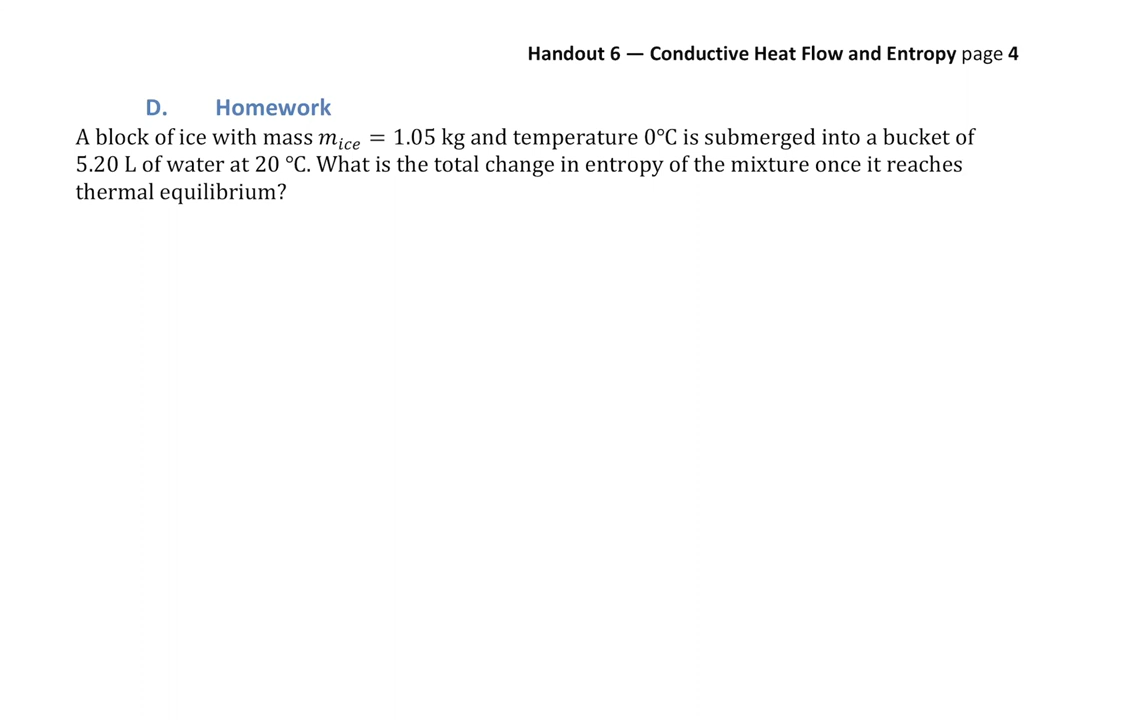 Handout 6 — Conductive Heat Flow and Entropy page 4
D. Homework
A block of ice with mass m_ice = 1.05 kg and temperature 0°C is submerged into a bucket of
5.20 L of water at 20 °C. What is the total change in entropy of the mixture once it reaches
thermal equilibrium?